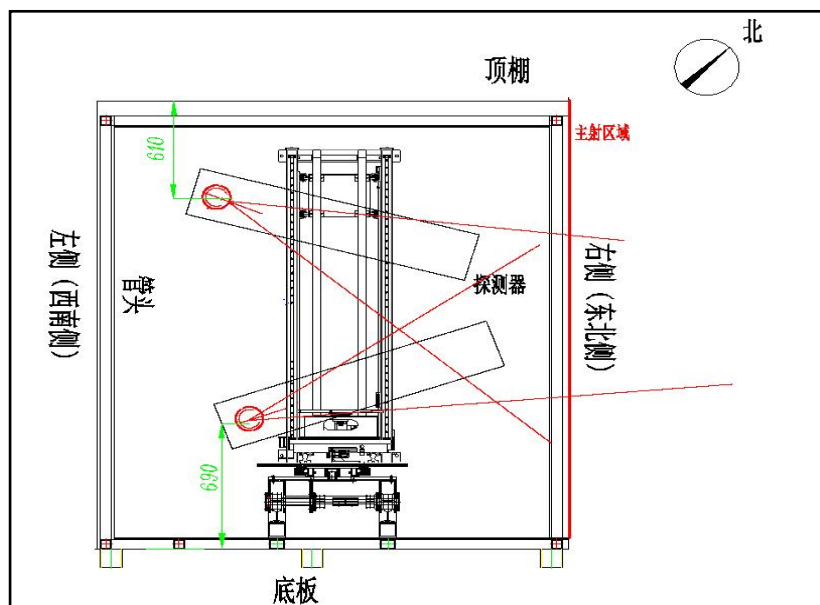 北
顶棚
主射区域
610
左侧（西南侧）
管头
探测器
右侧（东北侧）
690
底板